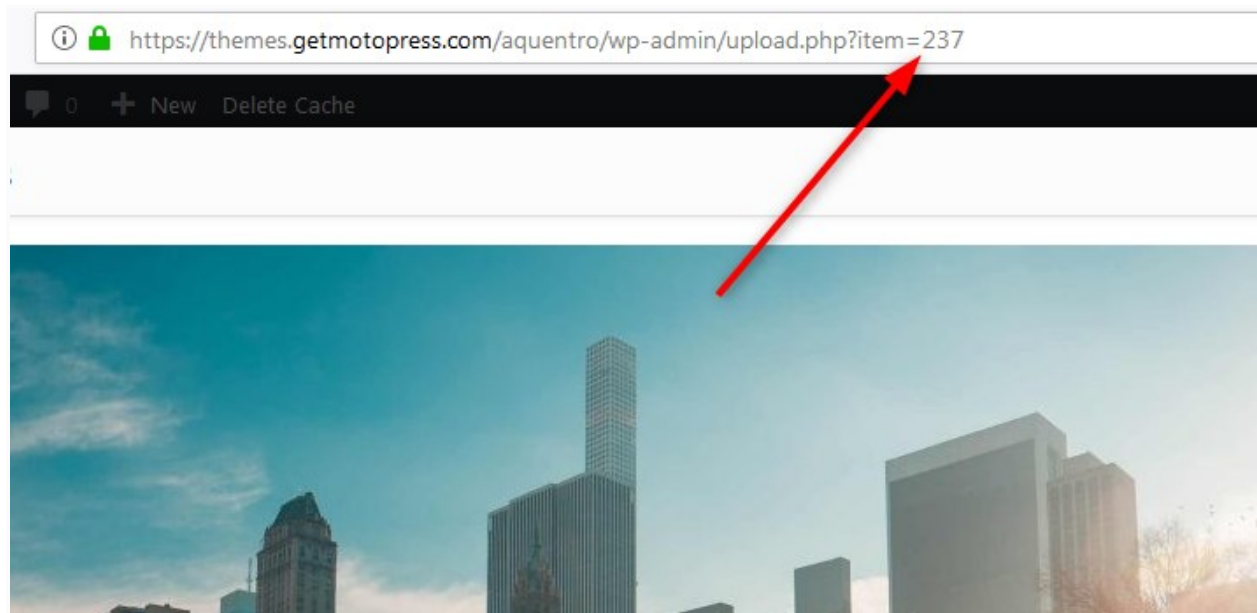 https://themes.getmotopress.com/aquentro/wp-admin/upload.php?item=237
0 New Delete Cache